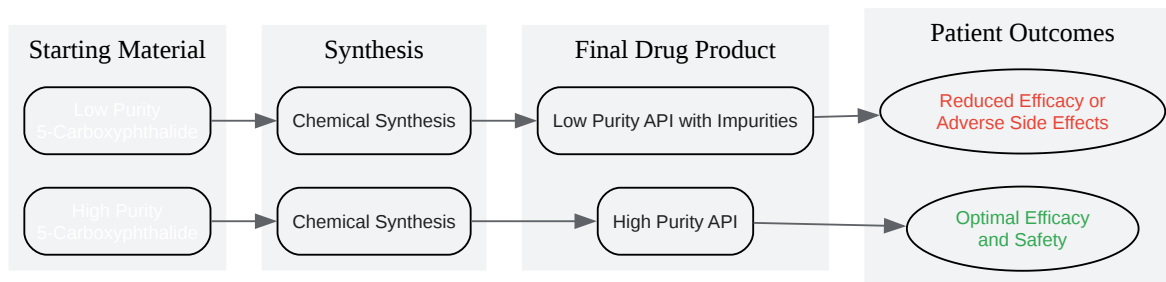 Starting Material
Synthesis
Final Drug Product
Patient Outcomes
Low Purity
5-Carboxyphthalide
Chemical Synthesis
Low Purity API with Impurities
Reduced Efficacy or
Adverse Side Effects
High Purity
5-Carboxyphthalide
Chemical Synthesis
High Purity API
Optimal Efficacy
and Safety